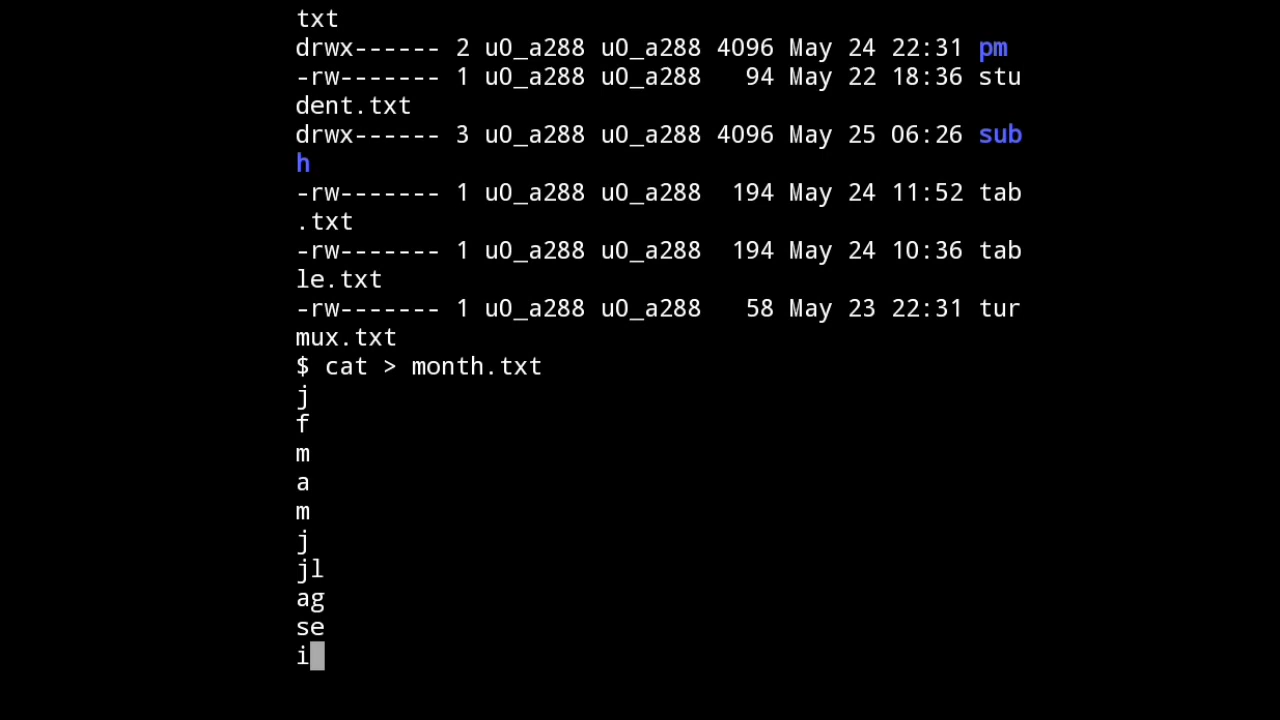 txt
drwx------ 2 u0_a288 u0_a288 4096 May 24 22:31 pm
-rw------- 1 u0_a288 u0_a288   94 May 22 18:36 stu
dent.txt
drwx------ 3 u0_a288 u0_a288 4096 May 25 06:26 sub
h
-rw------- 1 u0_a288 u0_a288  194 May 24 11:52 tab
.txt
-rw------- 1 u0_a288 u0_a288  194 May 24 10:36 tab
le.txt
-rw------- 1 u0_a288 u0_a288   58 May 23 22:31 tur
mux.txt
$ cat > month.txt
j
f
m
a
m
j
jl
ag
se
i